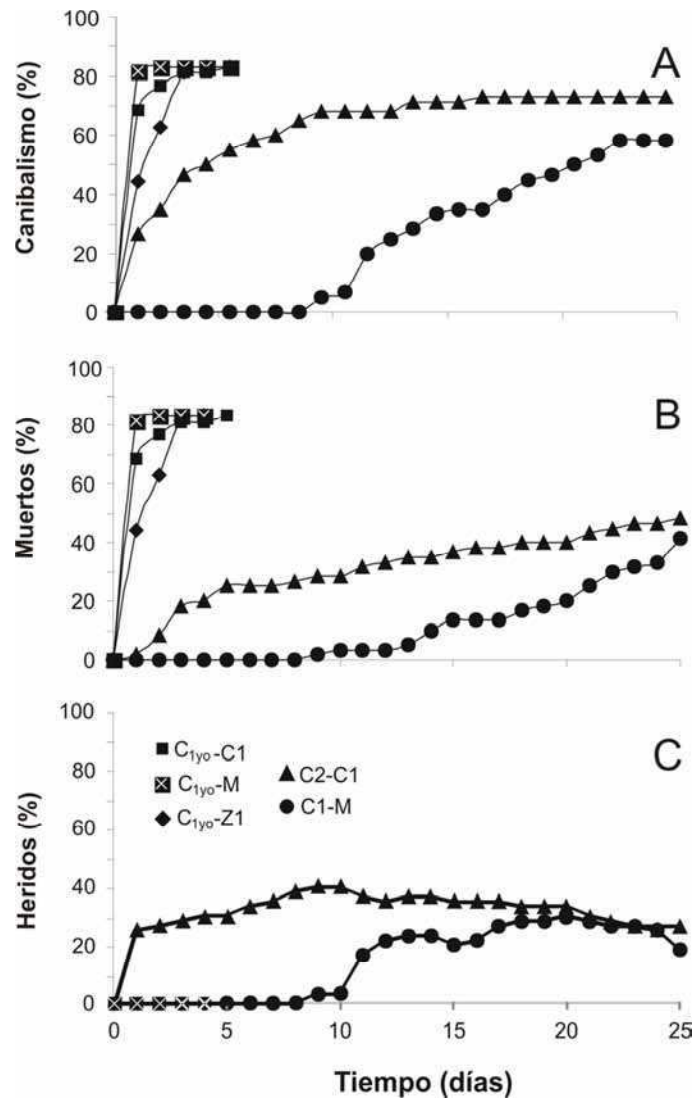 100
80
60
40
20
0
Canibalismo (%)
A
100
80
60
40
20
0
Muertos (%)
B
100
80
60
40
20
0
Heridos (%)
C
C1yo-C1
C1yo-M
C1yo-Z1
C2-C1
C1-M
0 5 10 15 20 25
Tiempo (días)